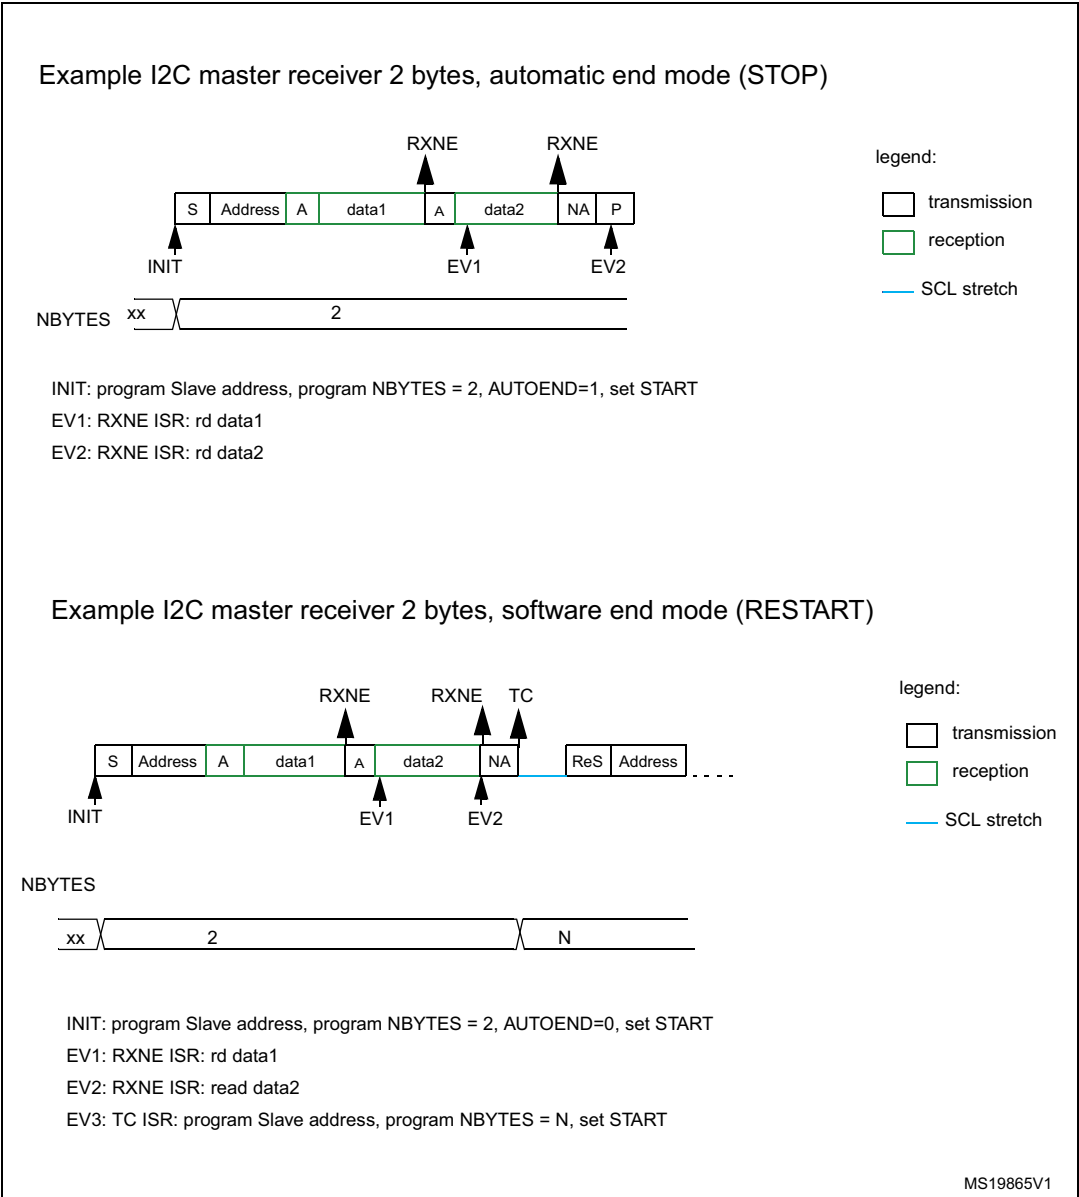 Example I2C master receiver 2 bytes, automatic end mode (STOP)
RXNE RXNE
legend:
S Address A data1 A data2 NA P
transmission
reception
INIT EV1 EV2
SCL stretch
NBYTES xx 2
INIT: program Slave address, program NBYTES = 2, AUTOEND=1, set START
EV1: RXNE ISR: rd data1
EV2: RXNE ISR: rd data2
Example I2C master receiver 2 bytes, software end mode (RESTART)
RXNE RXNE TC
legend:
S Address A data1 A data2 NA ReS Address
transmission
reception
INIT EV1 EV2
SCL stretch
NBYTES
xx 2 N
INIT: program Slave address, program NBYTES = 2, AUTOEND=0, set START
EV1: RXNE ISR: rd data1
EV2: RXNE ISR: read data2
EV3: TC ISR: program Slave address, program NBYTES = N, set START
MS19865V1